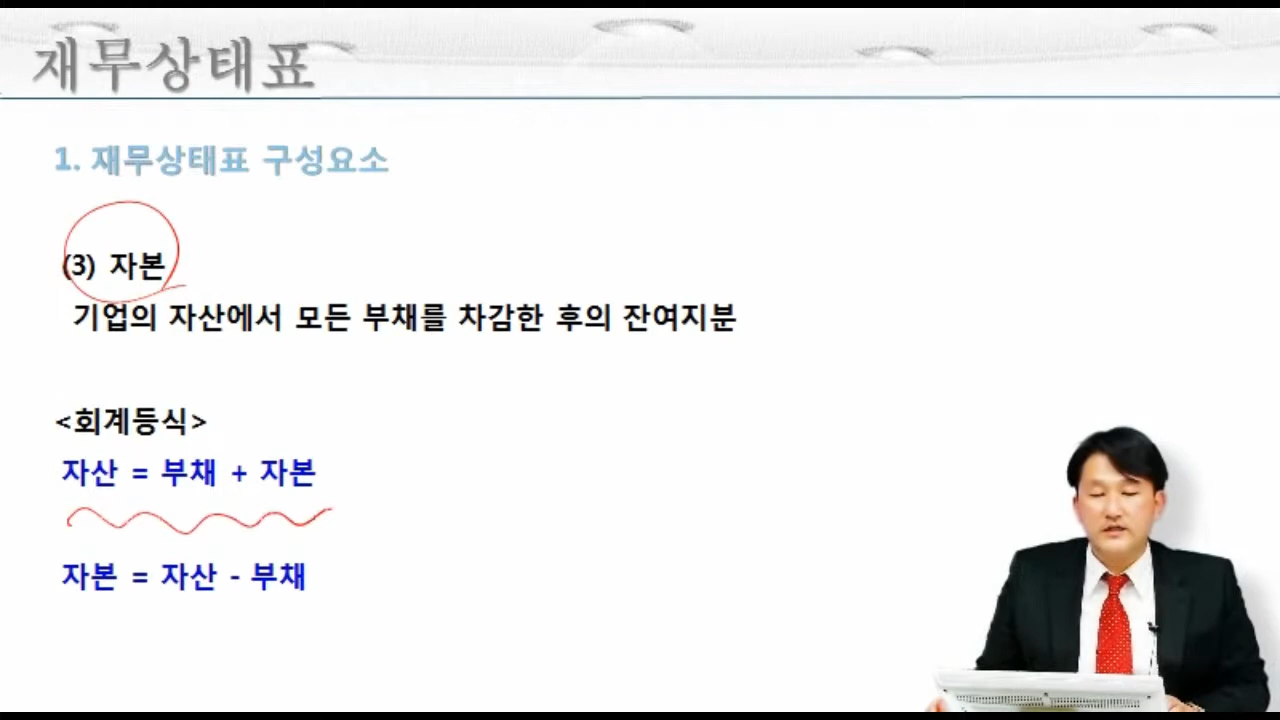 재무상태표
1. 재무상태표 구성요소
(3) 자본
기업의 자산에서 모든 부채를 차감한 후의 잔여지분
<회계등식>
자산 = 부채 + 자본
자본 = 자산 - 부채